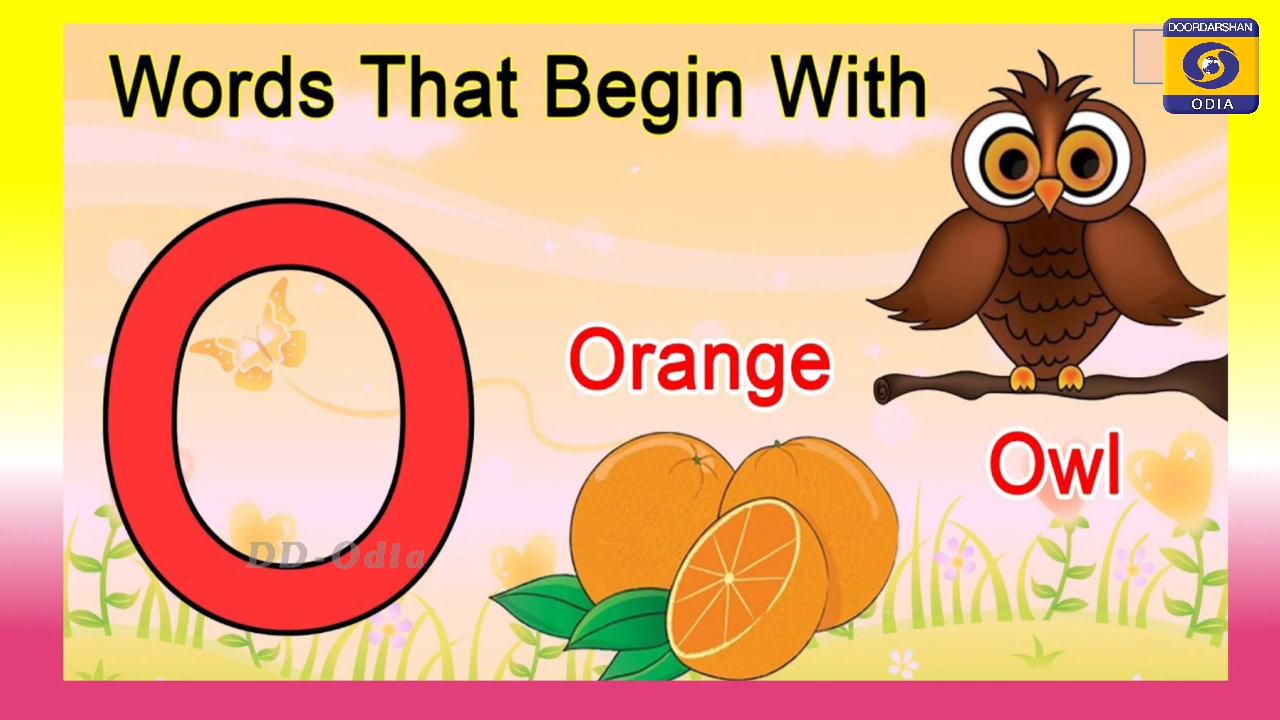 Words That Begin With
DOORDARSHAN
ODIA
O
Orange
Owl
DD-Odia